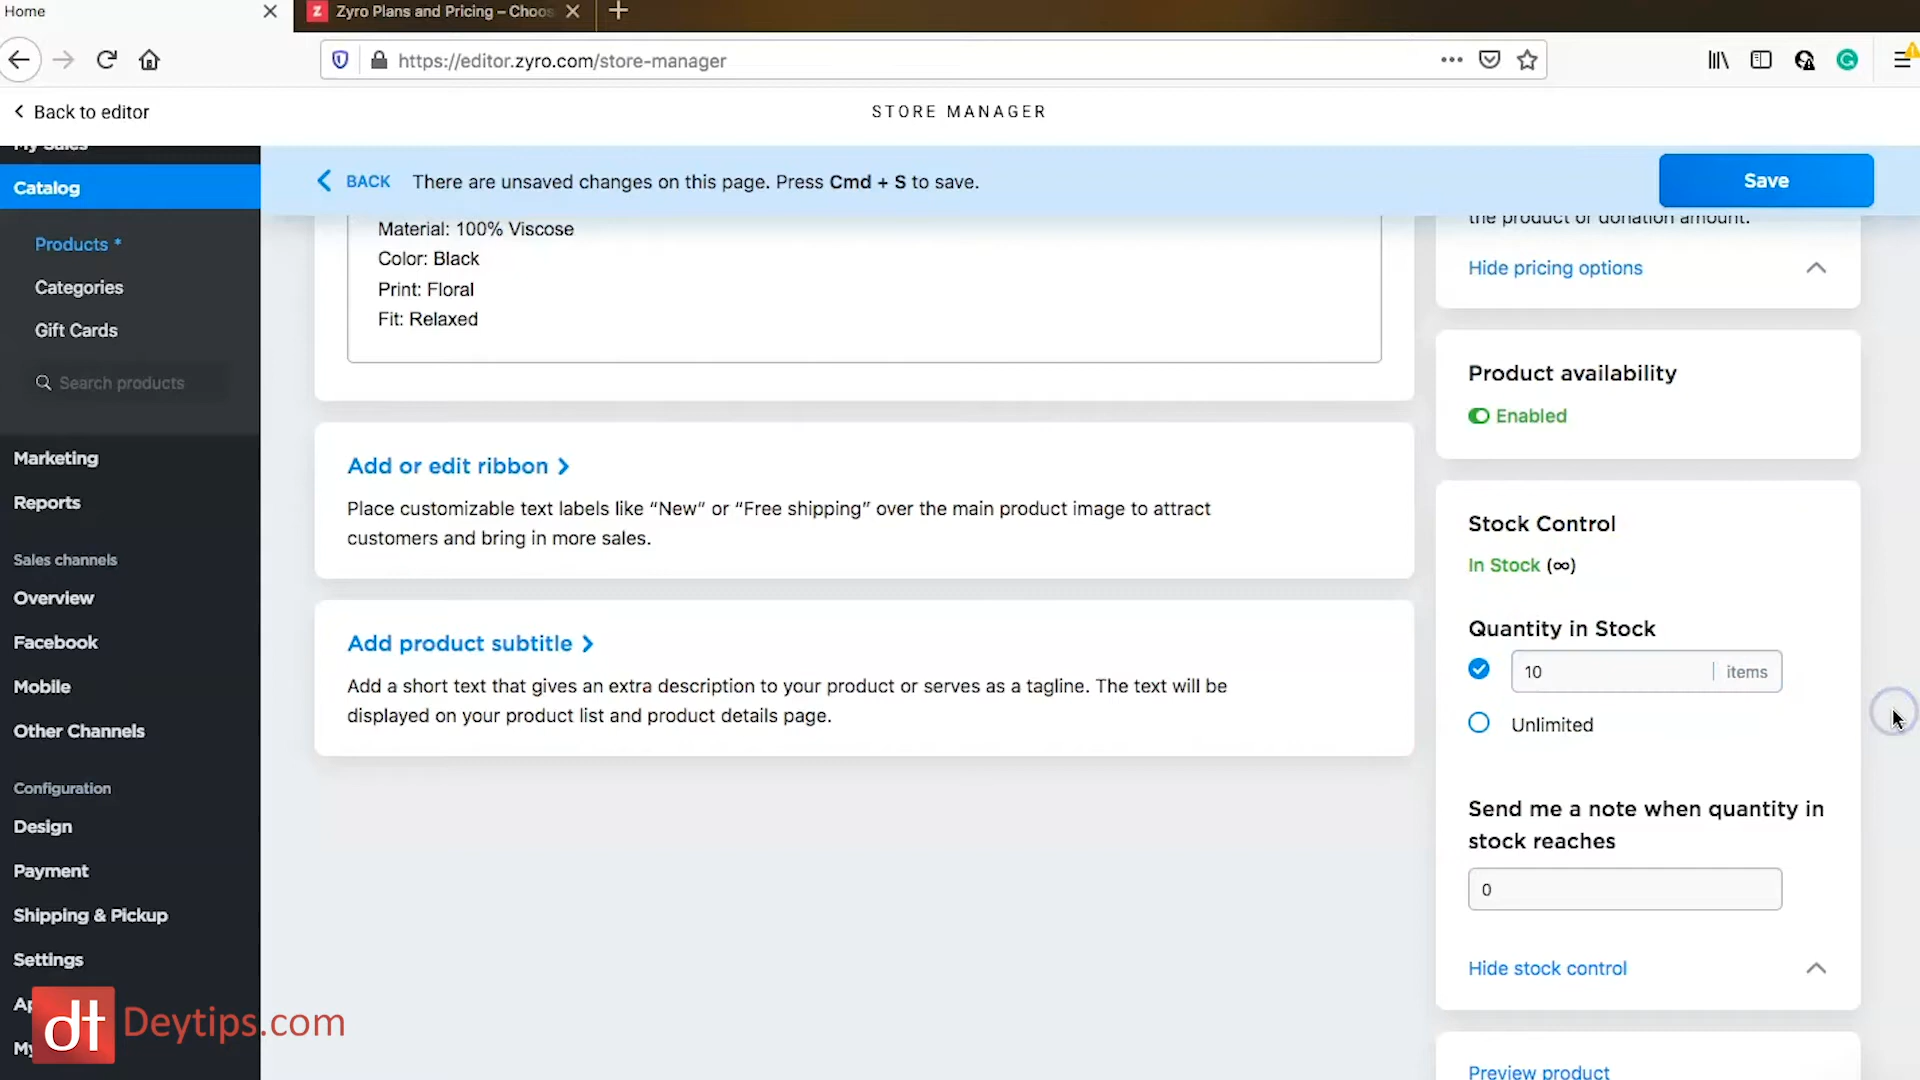 Home
Zyro Plans and Pricing – Choos
https://editor.zyro.com/store-manager
Back to editor
STORE MANAGER
My Sales
Catalog
Products *
Categories
Gift Cards
Search products
Marketing
Reports
Sales channels
Overview
Facebook
Mobile
Other Channels
Configuration
Design
Payment
Shipping & Pickup
Settings
Ap
My
dt Deytips.com
BACK There are unsaved changes on this page. Press Cmd + S to save.
Save
Material: 100% Viscose
Color: Black
Print: Floral
Fit: Relaxed
Add or edit ribbon
Place customizable text labels like “New” or “Free shipping” over the main product image to attract
customers and bring in more sales.
Add product subtitle
Add a short text that gives an extra description to your product or serves as a tagline. The text will be
displayed on your product list and product details page.
the product or donation amount.
Hide pricing options
Product availability
Enabled
Stock Control
In Stock (∞)
Quantity in Stock
10 items
Unlimited
Send me a note when quantity in
stock reaches
0
Hide stock control
Preview product